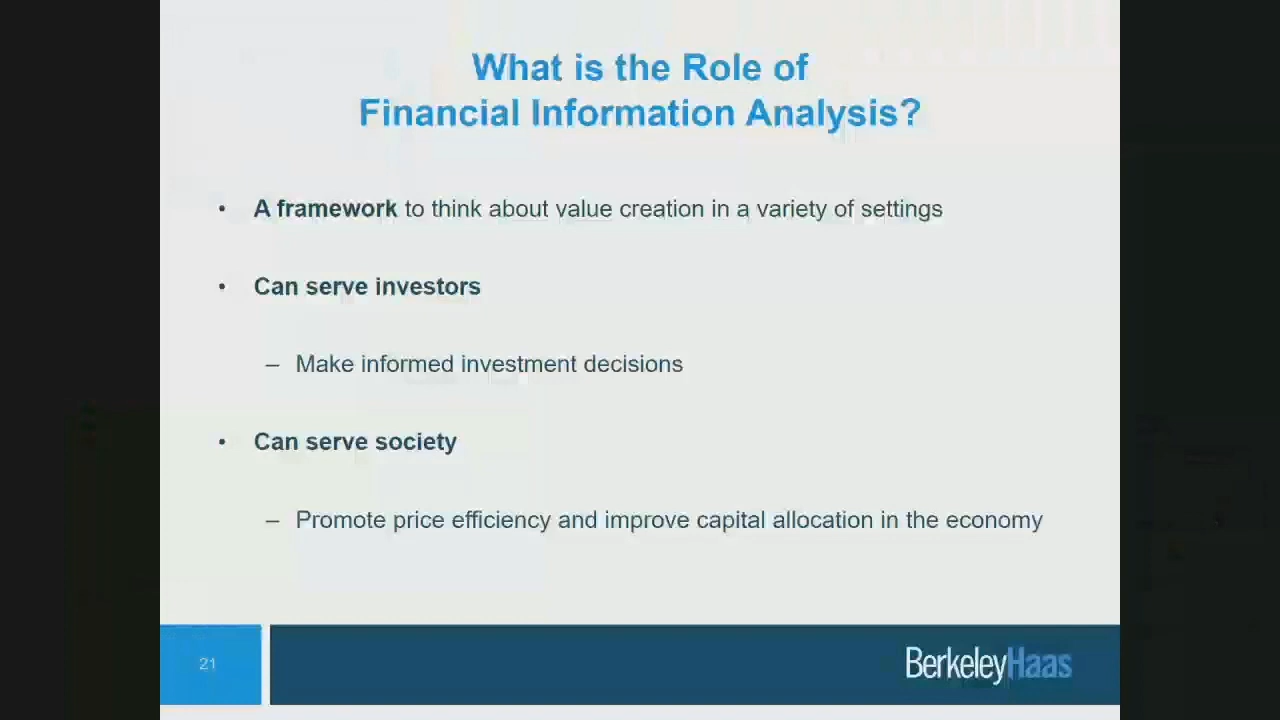 What is the Role of
Financial Information Analysis?
• A framework to think about value creation in a variety of settings
• Can serve investors
– Make informed investment decisions
• Can serve society
– Promote price efficiency and improve capital allocation in the economy
21
BerkeleyHaas